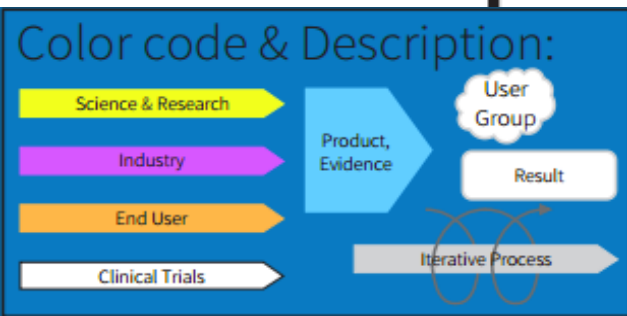 Color code & Description:
Science & Research
Industry
End User
Clinical Trials
Product,
Evidence
User
Group
Result
Iterative Process